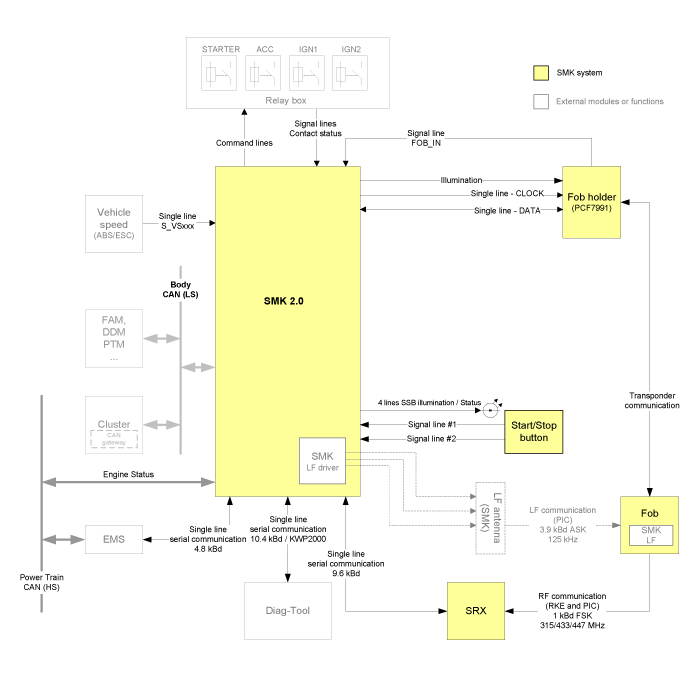 STARTER
ACC
IGN1
IGN2
Relay box
SMK system
External modules or functions
Command lines
Signal lines
Contact status
Signal line
FOB_IN
Illumination
Single line - CLOCK
Single line - DATA
Fob holder
(PCF7991)
Vehicle
speed
(ABS/ESC)
Single line
S_VSxxx
SMK 2.0
Body
CAN (LS)
FAM,
DDM
PTM
...
Cluster
CAN
gateway
Engine Status
4 lines SSB illumination / Status
Signal line #1
Signal line #2
Start/Stop
button
Transponder
communication
SMK
LF driver
LF antenna
(SMK)
LF communication
(PIC)
3.9 kBd ASK
125 kHz
Fob
SMK
LF
EMS
Single line
serial communication
4.8 kBd
Single line
serial communication
10.4 kBd / KWP2000
Single line
serial communication
9.6 kBd
Power Train
CAN (HS)
Diag-Tool
SRX
RF communication
(RKE and PIC)
1 kBd FSK
315/433/447 MHz